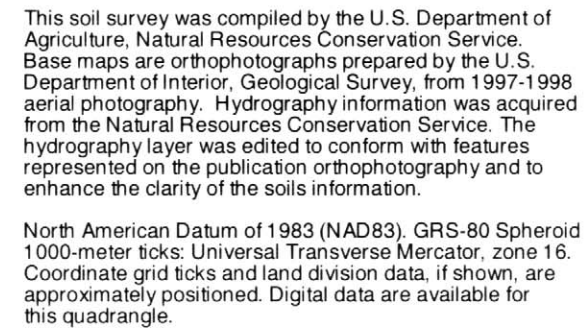 This soil survey was compiled by the U.S. Department of
Agriculture, Natural Resources Conservation Service.
Base maps are orthophotographs prepared by the U.S.
Department of Interior, Geological Survey, from 1997-1998
aerial photography. Hydrography information was acquired
from the Natural Resources Conservation Service. The
hydrography layer was edited to conform with features
represented on the publication orthophotography and to
enhance the clarity of the soils information.

North American Datum of 1983 (NAD83). GRS-80 Spheroid
1000-meter ticks: Universal Transverse Mercator, zone 16.
Coordinate grid ticks and land division data, if shown, are
approximately positioned. Digital data are available for
this quadrangle.